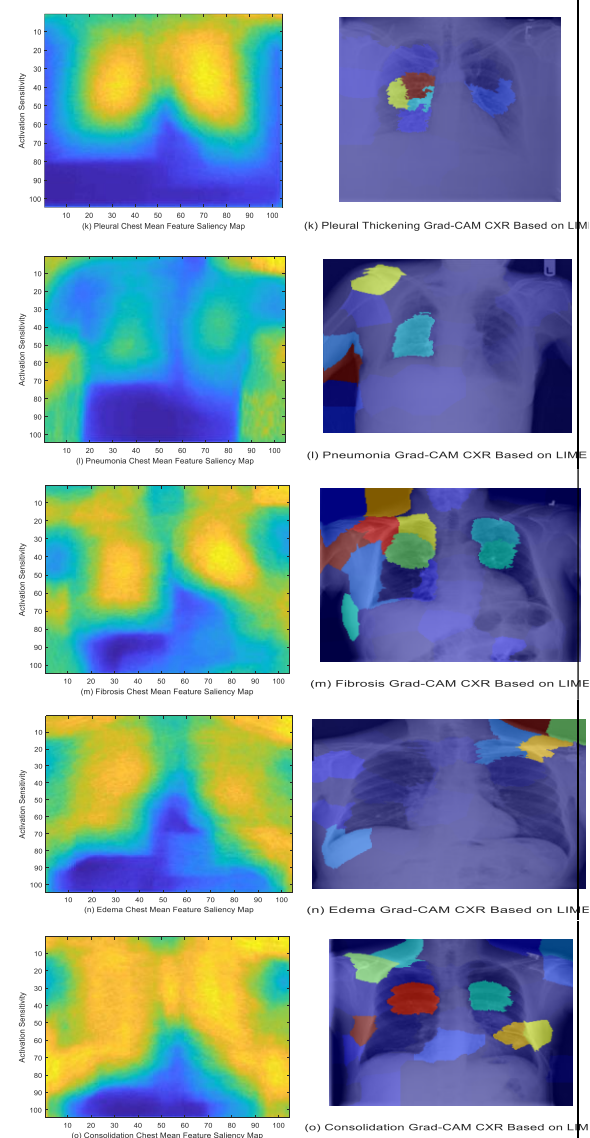 10
20
30
40
50
60
70
80
90
100
Activation Sensitivity
10 20 30 40 50 60 70 80 90 100
(k) Pleural Chest Mean Feature Saliency Map
(k) Pleural Thickening Grad-CAM CXR Based on LIME
10
20
30
40
50
60
70
80
90
100
Activation Sensitivity
10 20 30 40 50 60 70 80 90 100
(l) Pneumonia Chest Mean Feature Saliency Map
L
(l) Pneumonia Grad-CAM CXR Based on LIME
10
20
30
40
50
60
70
80
90
100
Activation Sensitivity
10 20 30 40 50 60 70 80 90 100
(m) Fibrosis Chest Mean Feature Saliency Map
(m) Fibrosis Grad-CAM CXR Based on LIME
10
20
30
40
50
60
70
80
90
100
Activation Sensitivity
10 20 30 40 50 60 70 80 90 100
(n) Edema Chest Mean Feature Saliency Map
(n) Edema Grad-CAM CXR Based on LIME
10
20
30
40
50
60
70
80
90
100
Activation Sensitivity
10 20 30 40 50 60 70 80 90 100
(o) Consolidation Chest Mean Feature Saliency Map
(o) Consolidation Grad-CAM CXR Based on LIM